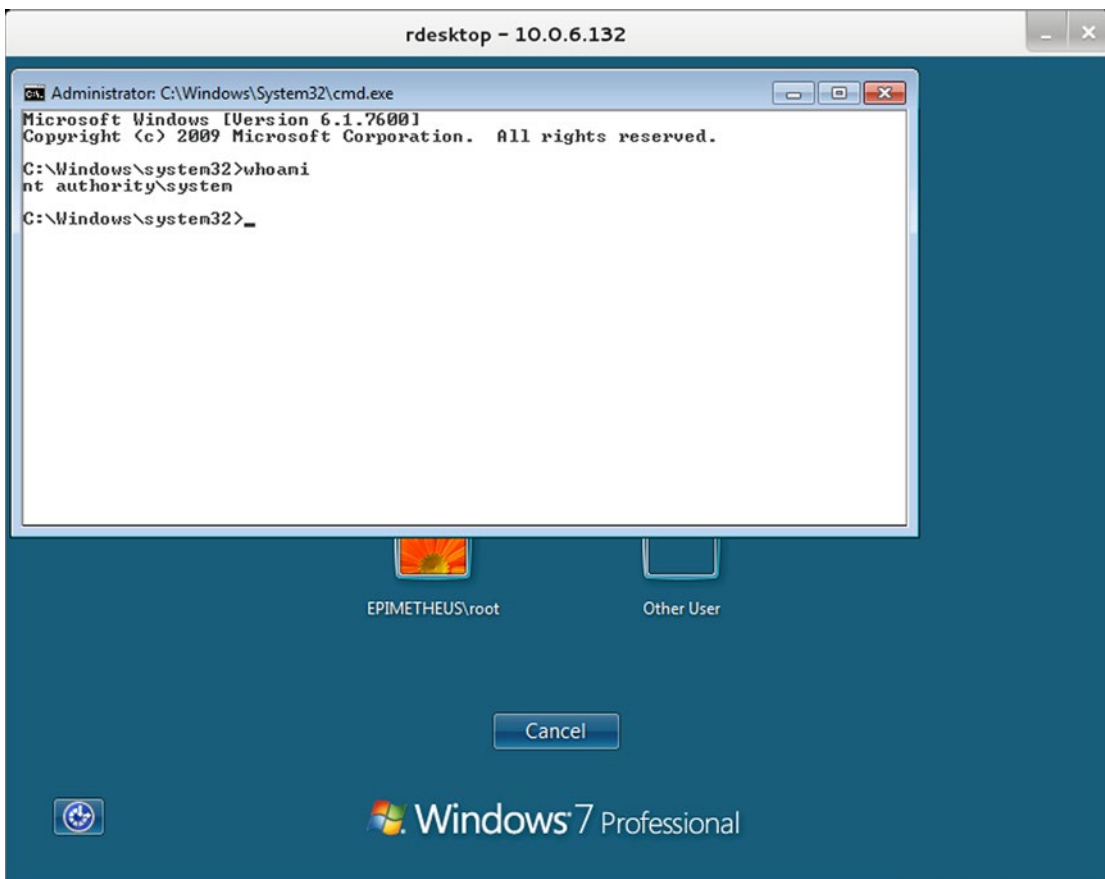 rdesktop - 10.0.6.132
Administrator: C:\Windows\System32\cmd.exe
Microsoft Windows [Version 6.1.7600]
Copyright (c) 2009 Microsoft Corporation.  All rights reserved.
C:\Windows\system32>whoami
nt authority\system
C:\Windows\system32>_
EPIMETHEUS\root
Other User
Cancel
Windows 7 Professional